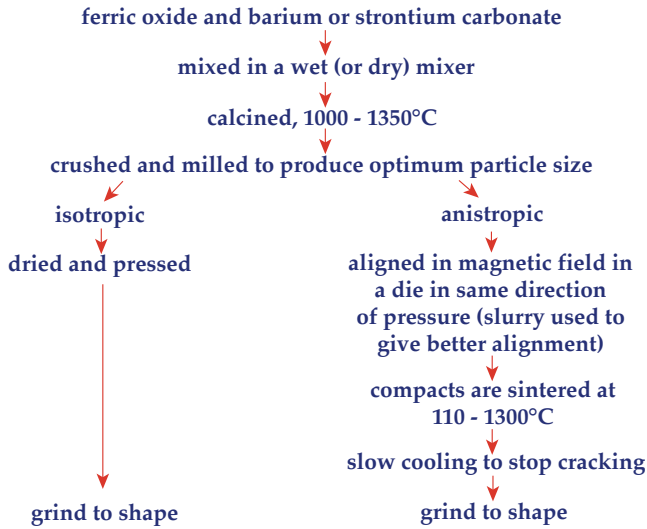 ferric oxide and barium or strontium carbonate
mixed in a wet (or dry) mixer
calcined, 1000 - 1350°C
crushed and milled to produce optimum particle size
isotropic
dried and pressed
grind to shape
anistropic
aligned in magnetic field in
a die in same direction
of pressure (slurry used to
give better alignment)
compacts are sintered at
110 - 1300°C
slow cooling to stop cracking
grind to shape